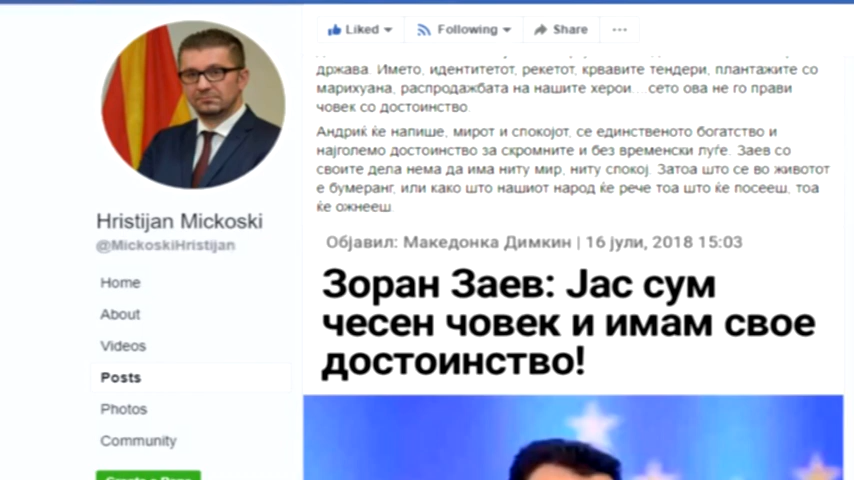 Liked
Following
Share
држава. Името, идентитетот, рекетот, крвавите тендери, плантажите со
марихуана, распродажбата на нашите херои... сето ова не го прави
човек со достоинство.
Андриќ ќе напише, мирот и спокојот, се единственото богатство и
најголемо достоинство за скромните и без временски луѓе. Заев со
своите дела нема да има ниту мир, ниту спокој. Затоа што се во животот
е бумеранг, или како што нашиот народ ќе рече тоа што ќе посееш, тоа
ќе ожнееш.
Hristijan Mickoski
@MickoskiHristijan
Home
About
Videos
Posts
Photos
Community
Create a Page
Објавил: Македонка Димкин | 16 јули, 2018 15:03
Зоран Заев: Јас сум
чесен човек и имам свое
достоинство!